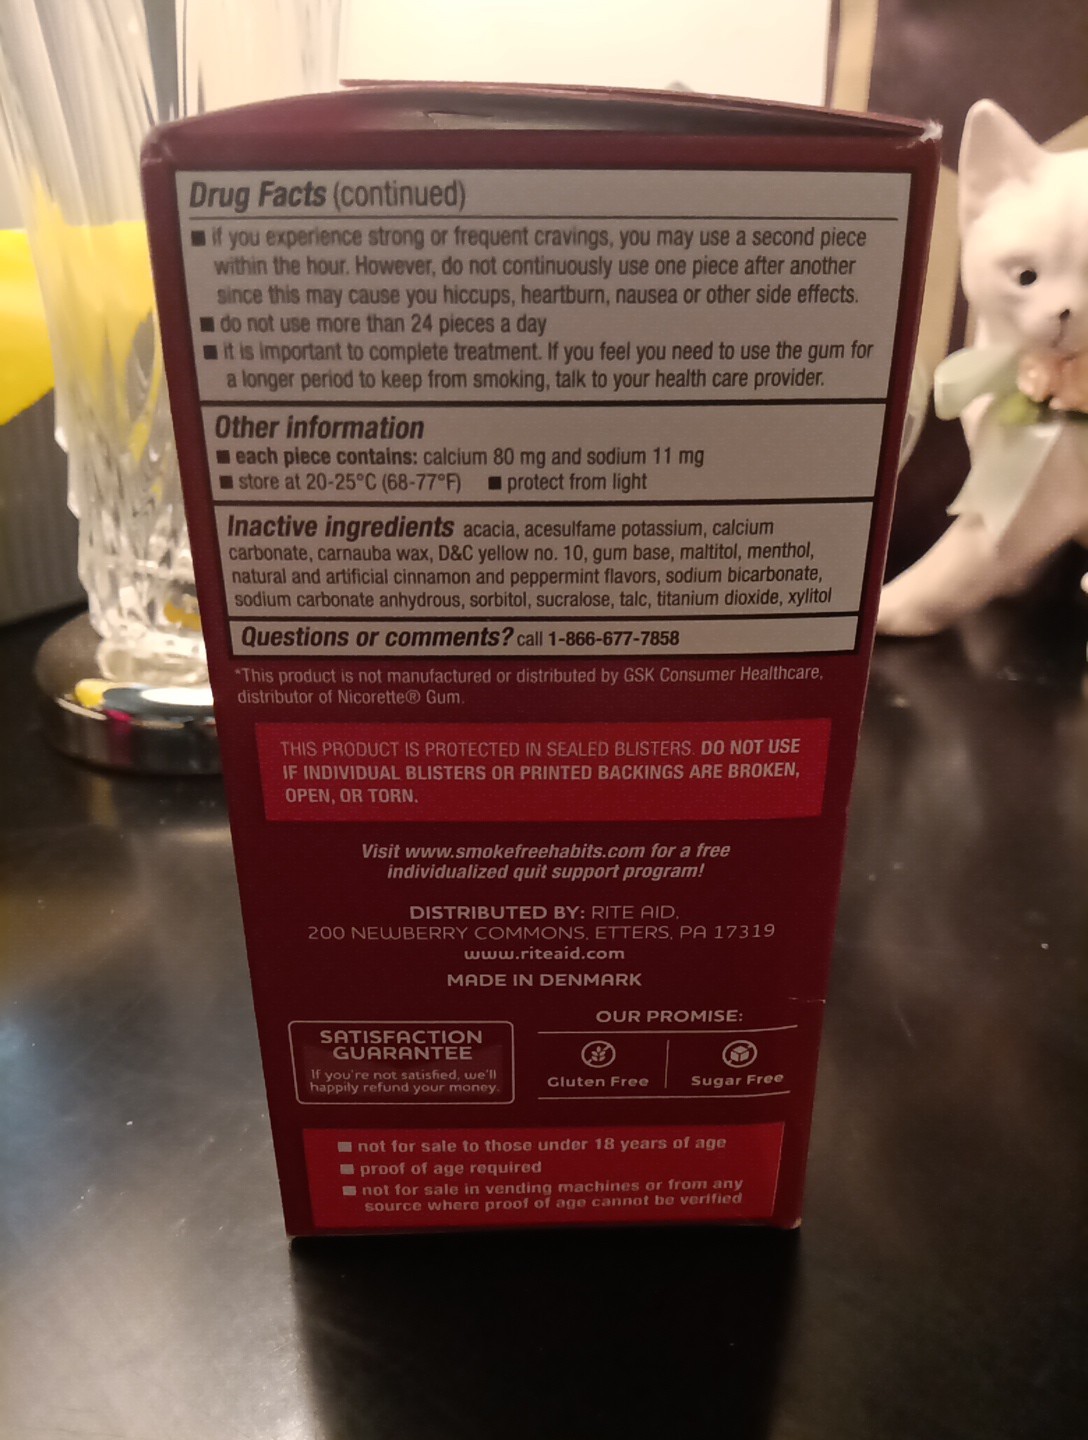 Drug Facts (continued)
■ if you experience strong or frequent cravings, you may use a second piece
within the hour. However, do not continuously use one piece after another
since this may cause you hiccups, heartburn, nausea or other side effects.
■ do not use more than 24 pieces a day
■ it is important to complete treatment. If you feel you need to use the gum for
a longer period to keep from smoking, talk to your health care provider.
Other information
■ each piece contains: calcium 80 mg and sodium 11 mg
■ store at 20-25°C (68-77°F) ■ protect from light
Inactive ingredients acacia, acesulfame potassium, calcium
carbonate, carnauba wax, D&C yellow no. 10, gum base, maltitol, menthol,
natural and artificial cinnamon and peppermint flavors, sodium bicarbonate,
sodium carbonate anhydrous, sorbitol, sucralose, talc, titanium dioxide, xylitol
Questions or comments? call 1-866-677-7858
*This product is not manufactured or distributed by GSK Consumer Healthcare,
distributor of Nicorette® Gum.
THIS PRODUCT IS PROTECTED IN SEALED BLISTERS. DO NOT USE
IF INDIVIDUAL BLISTERS OR PRINTED BACKINGS ARE BROKEN,
OPEN, OR TORN.
Visit www.smokefreehabits.com for a free
individualized quit support program!
DISTRIBUTED BY: RITE AID,
200 NEWBERRY COMMONS, ETTERS, PA 17319
www.riteaid.com
MADE IN DENMARK
SATISFACTION
GUARANTEE
If you're not satisfied, we'll
happily refund your money.
OUR PROMISE:
Gluten Free
Sugar Free
■ not for sale to those under 18 years of age
■ proof of age required
■ not for sale in vending machines or from any
source where proof of age cannot be verified